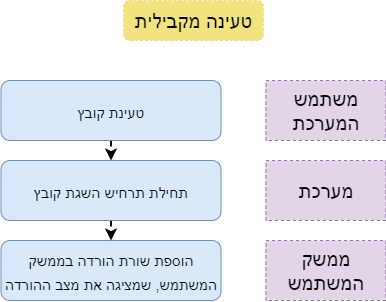 טעינה מקבילית
משתמש
המערכת
טעינת קובץ
מערכת
תחילת תרחיש השגת קובץ
ממשק
המשתמש
הוספת שורת הורדה בממשק
המשתמש, שמציגה את מצב ההורדה